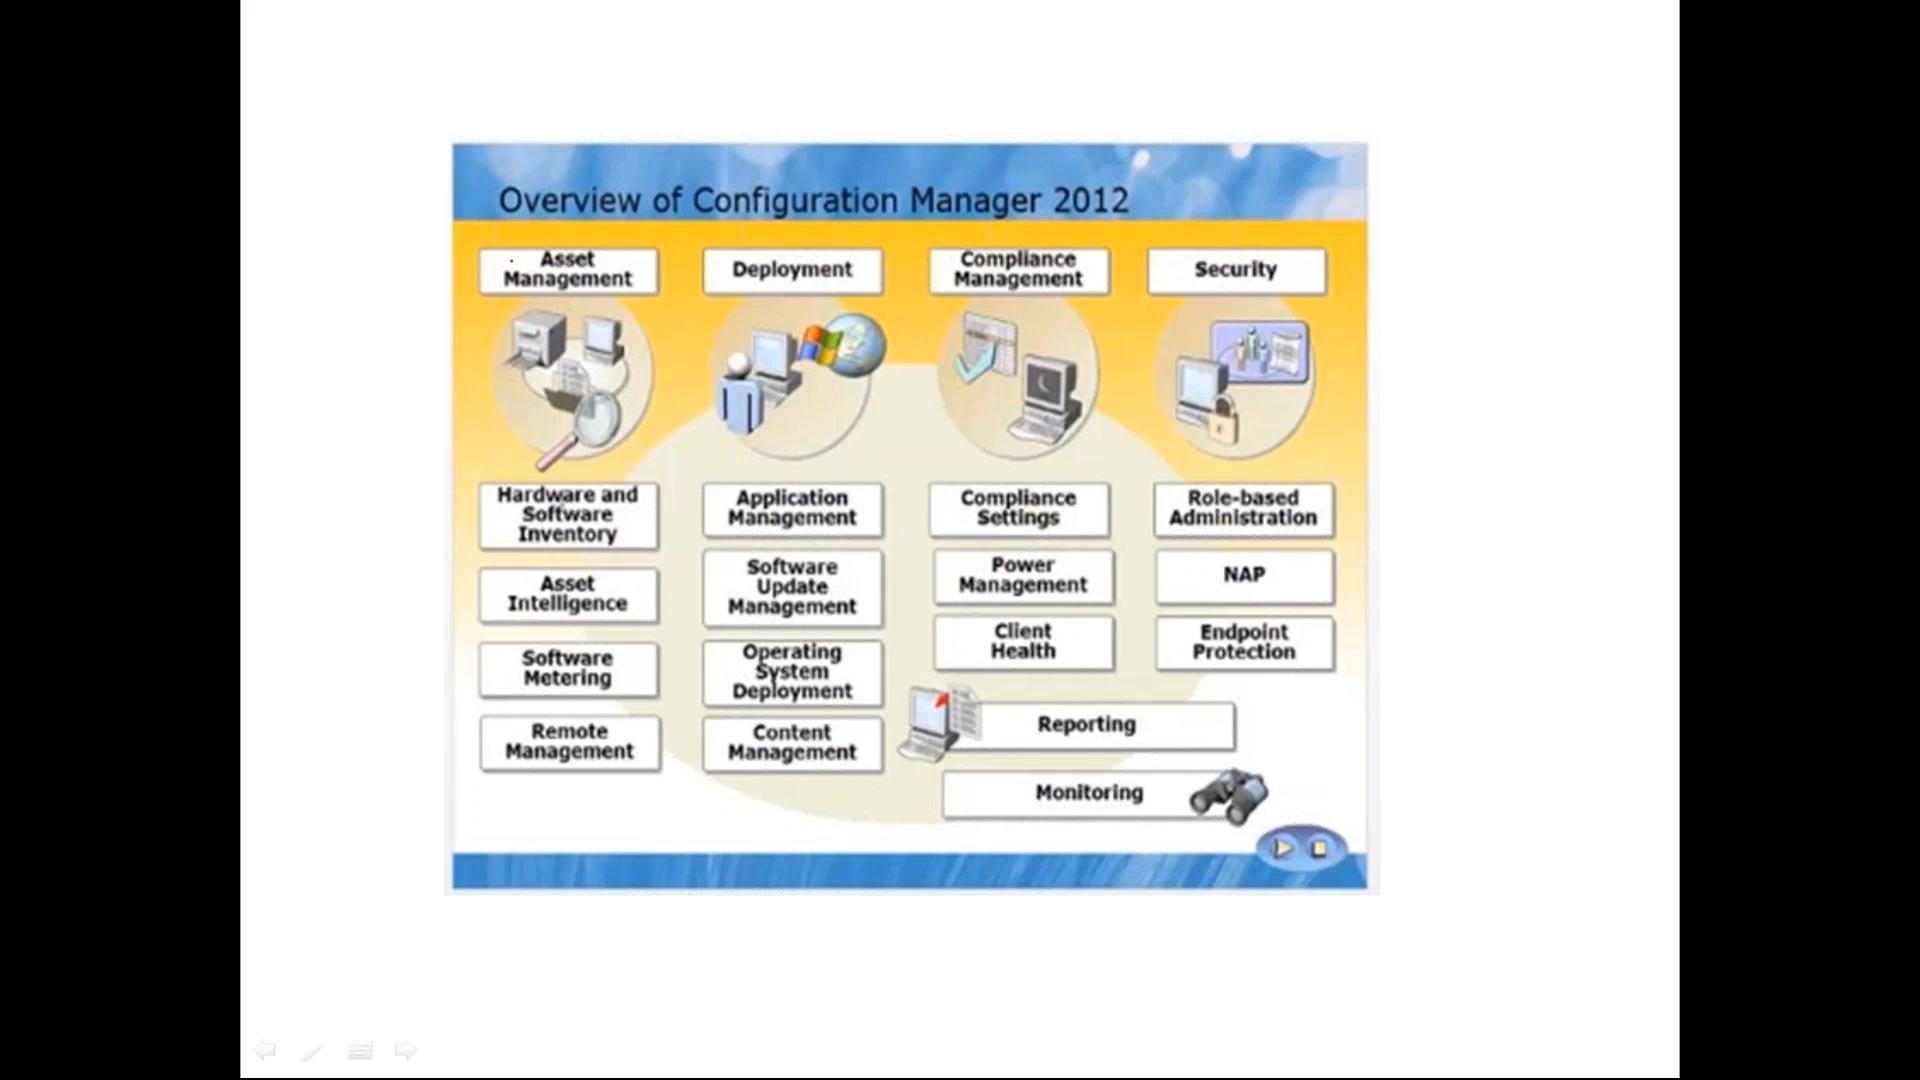 Overview of Configuration Manager 2012
Asset
Management
Deployment
Compliance
Management
Security
Hardware and
Software
Inventory
Asset
Intelligence
Software
Metering
Remote
Management
Application
Management
Software
Update
Management
Operating
System
Deployment
Content
Management
Compliance
Settings
Power
Management
Client
Health
Role-based
Administration
NAP
Endpoint
Protection
Reporting
Monitoring